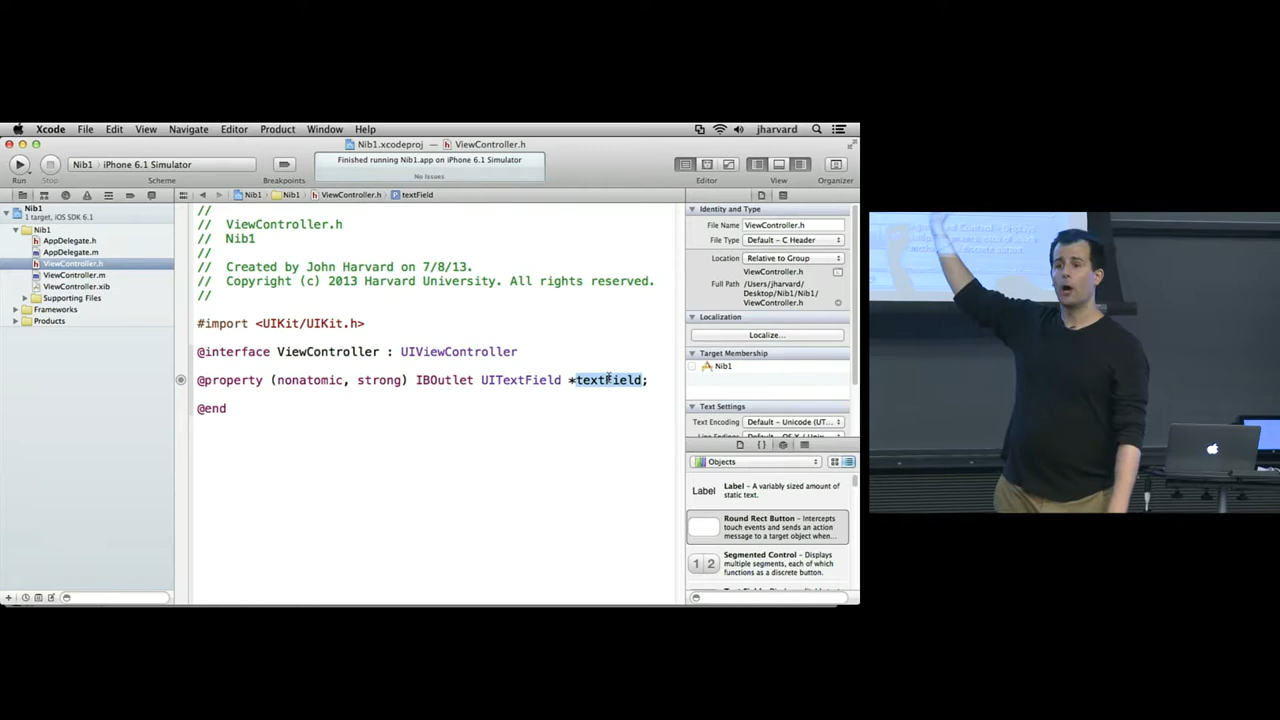 Xcode File Edit View Navigate Editor Product Window Help jharvard
Nib1.xcodeproj — ViewController.h
Run Stop Nib1 iPhone 6.1 Simulator Finished running Nib1.app on iPhone 6.1 Simulator
No Issues
Scheme Breakpoints Editor View Organizer
Nib1
1 target, iOS SDK 6.1
Nib1
AppDelegate.h
AppDelegate.m
ViewController.h
ViewController.m
ViewController.xib
Supporting Files
Frameworks
Products
Nib1 Nib1 ViewController.h textField
//
// ViewController.h
// Nib1
//
// Created by John Harvard on 7/8/13.
// Copyright (c) 2013 Harvard University. All rights reserved.
//
#import <UIKit/UIKit.h>
@interface ViewController : UIViewController
@property (nonatomic, strong) IBOutlet UITextField *textField;
@end
Identity and Type
File Name ViewController.h
File Type Default - C Header
Location Relative to Group
ViewController.h
Full Path /Users/jharvard/
Desktop/Nib1/Nib1/
ViewController.h
Localization
Localize...
Target Membership
Nib1
Text Settings
Text Encoding Default - Unicode (UT...
Objects
Label Label - A variably sized amount of
static text.
Round Rect Button - Intercepts
touch events and sends an action
message to a target object when...
1 2 Segmented Control - Displays
multiple segments, each of which
functions as a discrete button.